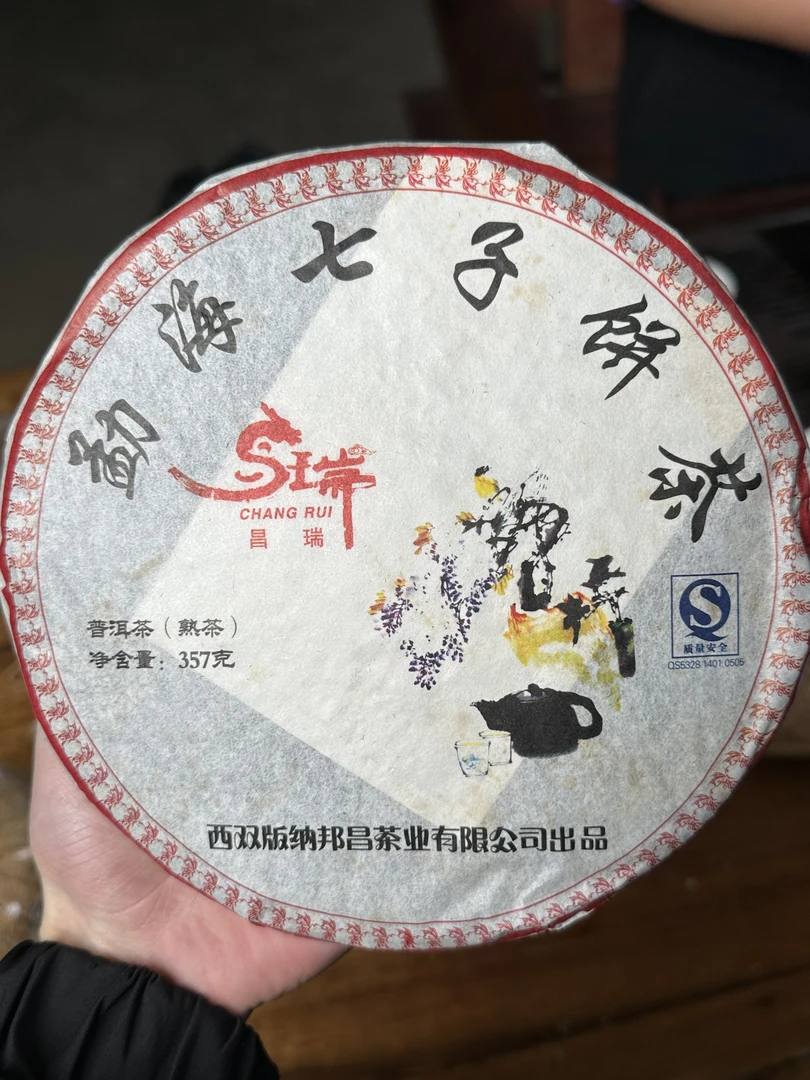 勐海七子饼茶
瑞
CHANG RUI
昌瑞
普洱茶（熟茶）
净含量：357克
质量安全
QS5328 1401 0505
西双版纳邦昌茶业有限公司出品